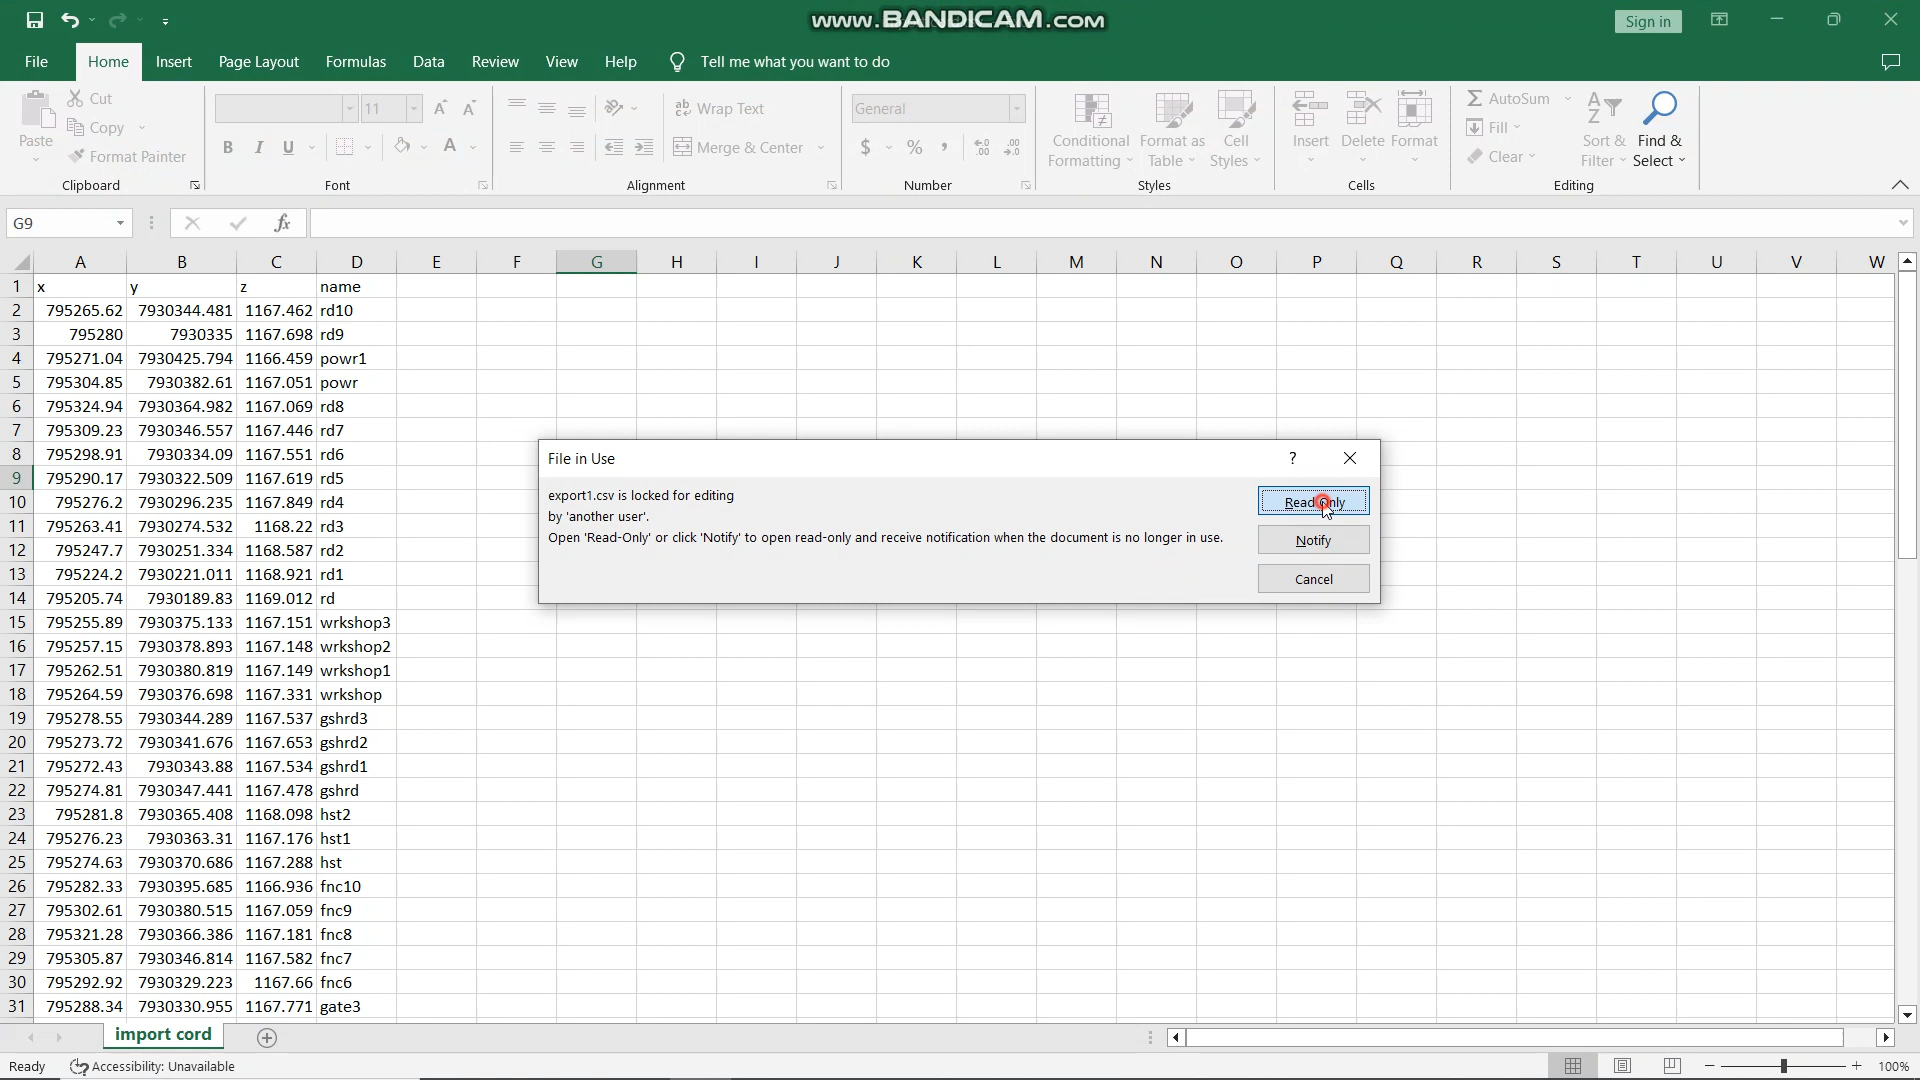 www.BANDICAM.com
Sign in
File Home Insert Page Layout Formulas Data Review View Help Tell me what you want to do
Paste
Cut
Copy
Format Painter
Clipboard
11
B I U A
Font
ab Wrap Text
Merge & Center
Alignment
General
$ % ,
Number
Conditional Formatting
Format as Table
Cell Styles
Styles
Insert
Delete
Format
Cells
AutoSum
Fill
Clear
Sort & Filter
Find & Select
Editing
G9
fx
A B C D E F G H I J K L M N O P Q R S T U V W
1 x y z name
2 795265.62 7930344.481 1167.462 rd10
3 795280 7930335 1167.698 rd9
4 795271.04 7930425.794 1166.459 powr1
5 795304.85 7930382.61 1167.051 powr
6 795324.94 7930364.982 1167.069 rd8
7 795309.23 7930346.557 1167.446 rd7
8 795298.91 7930334.09 1167.551 rd6
9 795290.17 7930322.509 1167.619 rd5
10 795276.2 7930296.235 1167.849 rd4
11 795263.41 7930274.532 1168.22 rd3
12 795247.7 7930251.334 1168.587 rd2
13 795224.2 7930221.011 1168.921 rd1
14 795205.74 7930189.83 1169.012 rd
15 795255.89 7930375.133 1167.151 wrkshop3
16 795257.15 7930378.893 1167.148 wrkshop2
17 795262.51 7930380.819 1167.149 wrkshop1
18 795264.59 7930376.698 1167.331 wrkshop
19 795278.55 7930344.289 1167.537 gshrd3
20 795273.72 7930341.676 1167.653 gshrd2
21 795272.43 7930343.88 1167.534 gshrd1
22 795274.81 7930347.441 1167.478 gshrd
23 795281.8 7930365.408 1168.098 hst2
24 795276.23 7930363.31 1167.176 hst1
25 795274.63 7930370.686 1167.288 hst
26 795282.33 7930395.685 1166.936 fnc10
27 795302.61 7930380.515 1167.059 fnc9
28 795321.28 7930366.386 1167.181 fnc8
29 795305.87 7930346.814 1167.582 fnc7
30 795292.92 7930329.223 1167.66 fnc6
31 795288.34 7930330.955 1167.771 gate3
File in Use
?
export1.csv is locked for editing
by 'another user'.
Open 'Read-Only' or click 'Notify' to open read-only and receive notification when the document is no longer in use.
Read Only
Notify
Cancel
import cord
Ready Accessibility: Unavailable
100%